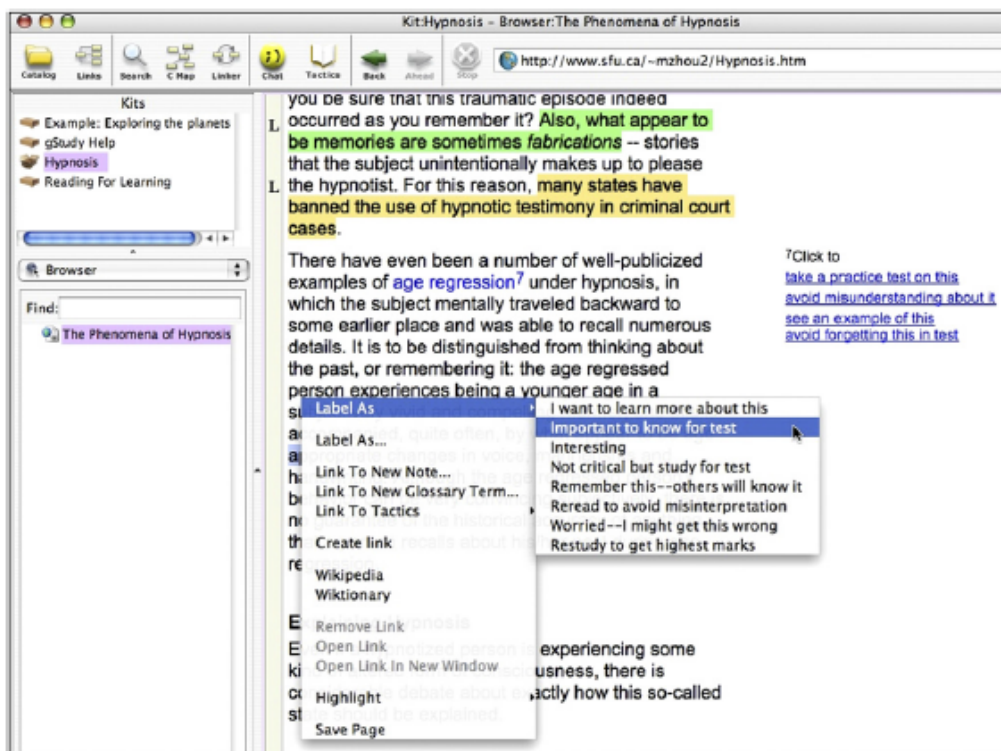 Kit:Hypnosis - Browser:The Phenomena of Hypnosis
Catalog Links Search C Map Linker Chat Tactics Back Ahead Stop
http://www.sfu.ca/~mzhou2/Hypnosis.htm
Kits
Example: Exploring the planets
gStudy Help
Hypnosis
Reading For Learning
Browser
Find:
The Phenomena of Hypnosis
you be sure that this traumatic episode indeed
L occurred as you remember it? Also, what appear to
be memories are sometimes fabrications -- stories
that the subject unintentionally makes up to please
L the hypnotist. For this reason, many states have
banned the use of hypnotic testimony in criminal court
cases.
There have even been a number of well-publicized
examples of age regression7 under hypnosis, in
which the subject mentally traveled backward to
some earlier place and was able to recall numerous
details. It is to be distinguished from thinking about
the past, or remembering it: the age regressed
person experiences being a younger age in a
7Click to
take a practice test on this
avoid misunderstanding about it
see an example of this
avoid forgetting this in test
Label As
Label As...
Link To New Note...
Link To New Glossary Term...
Link To Tactics
Create link
Wikipedia
Wiktionary
Remove Link
Open Link
Open Link In New Window
Highlight
Save Page
I want to learn more about this
Important to know for test
Interesting
Not critical but study for test
Remember this--others will know it
Reread to avoid misinterpretation
Worried--I might get this wrong
Restudy to get highest marks
Hypnosis
experiencing some
there is
exactly how this so-called
should be explained.